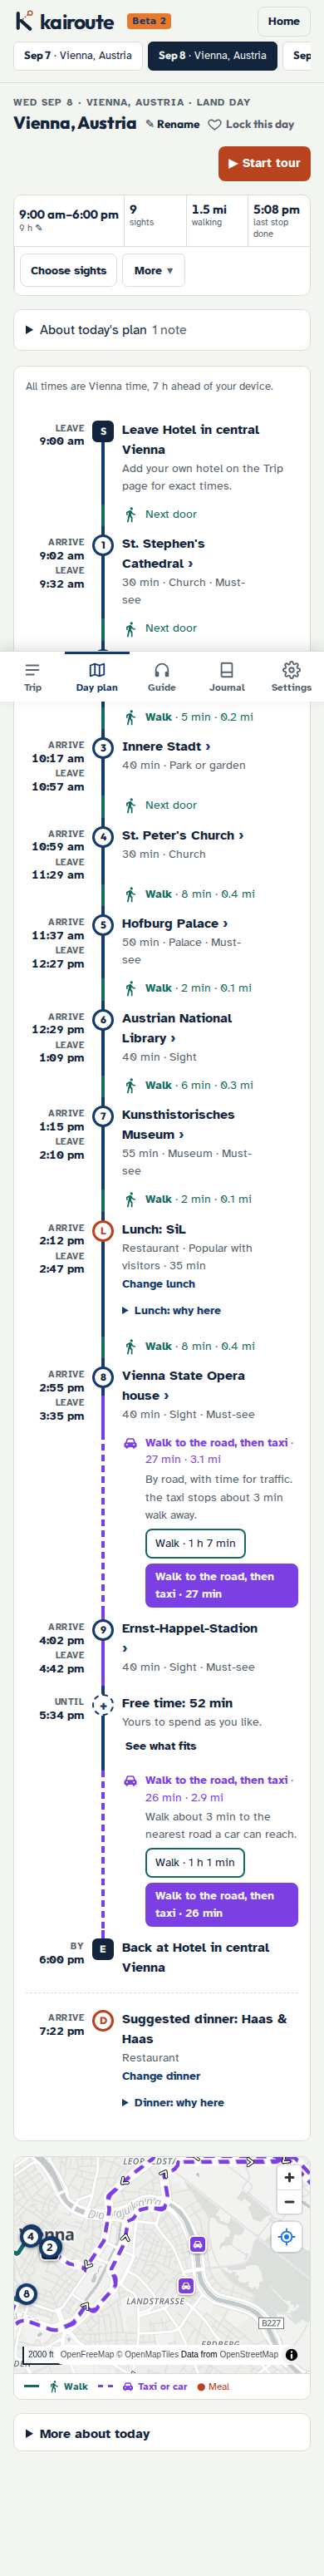 kairoute Beta 2 Home
Sep 7 · Vienna, Austria Sep 8 · Vienna, Austria Sep
WED SEP 8 · VIENNA, AUSTRIA · LAND DAY
Vienna, Austria ✎ Rename Lock this day
▶ Start tour
9:00 am–6:00 pm
9 h ✎
9
sights
1.5 mi
walking
5:08 pm
last stop
done
Choose sights More ▼
▶ About today's plan 1 note
All times are Vienna time, 7 h ahead of your device.
LEAVE
9:00 am
S
Leave Hotel in central
Vienna
Add your own hotel on the Trip
page for exact times.
Next door
ARRIVE
9:02 am
LEAVE
9:32 am
1
St. Stephen's
Cathedral ›
30 min · Church · Must-
see
Next door
Trip Day plan Guide Journal Settings
Walk · 5 min · 0.2 mi
ARRIVE
10:17 am
LEAVE
10:57 am
3
Innere Stadt ›
40 min · Park or garden
Next door
ARRIVE
10:59 am
LEAVE
11:29 am
4
St. Peter's Church ›
30 min · Church
Walk · 8 min · 0.4 mi
ARRIVE
11:37 am
LEAVE
12:27 pm
5
Hofburg Palace ›
50 min · Palace · Must-
see
Walk · 2 min · 0.1 mi
ARRIVE
12:29 pm
LEAVE
1:09 pm
6
Austrian National
Library ›
40 min · Sight
Walk · 6 min · 0.3 mi
ARRIVE
1:15 pm
LEAVE
2:10 pm
7
Kunsthistorisches
Museum ›
55 min · Museum · Must-
see
Walk · 2 min · 0.1 mi
ARRIVE
2:12 pm
LEAVE
2:47 pm
L
Lunch: SiL
Restaurant · Popular with
visitors · 35 min
Change lunch
▶ Lunch: why here
Walk · 8 min · 0.4 mi
ARRIVE
2:55 pm
LEAVE
3:35 pm
8
Vienna State Opera
house ›
40 min · Sight · Must-see
Walk to the road, then taxi ·
27 min · 3.1 mi
By road, with time for traffic.
the taxi stops about 3 min
walk away.
Walk · 1 h 7 min
Walk to the road, then
taxi · 27 min
ARRIVE
4:02 pm
LEAVE
4:42 pm
9
Ernst-Happel-Stadion
›
40 min · Sight · Must-see
UNTIL
5:34 pm
+
Free time: 52 min
Yours to spend as you like.
See what fits
Walk to the road, then taxi ·
26 min · 2.9 mi
Walk about 3 min to the
nearest road a car can reach.
Walk · 1 h 1 min
Walk to the road, then
taxi · 26 min
BY
6:00 pm
E
Back at Hotel in central
Vienna
ARRIVE
7:22 pm
D
Suggested dinner: Haas &
Haas
Restaurant
Change dinner
▶ Dinner: why here
+
−
4
2
8
LANDSTRASSE
B227
2000 ft OpenFreeMap © OpenMapTiles Data from OpenStreetMap
Walk Taxi or car Meal
▶ More about today